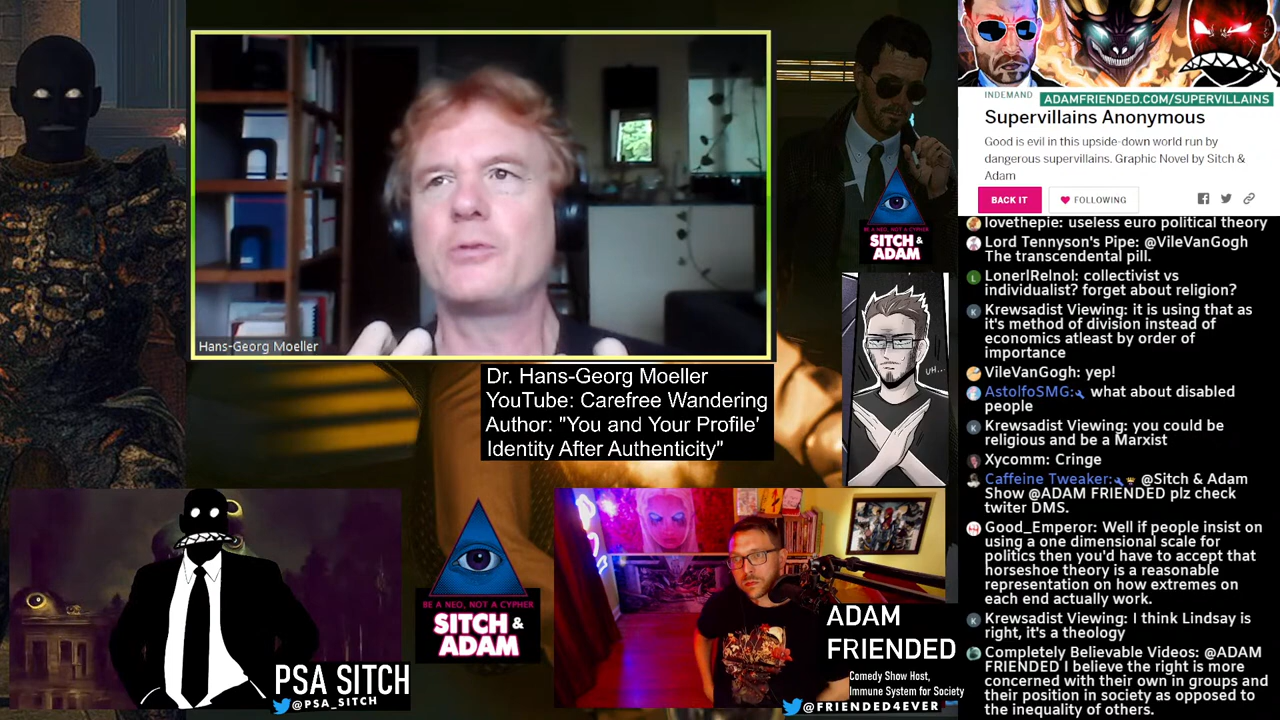 Hans-Georg Moeller
Dr. Hans-Georg Moeller
YouTube: Carefree Wandering
Author: "You and Your Profile'
Identity After Authenticity"
BE A NEO, NOT A CYPHER
SITCH &
ADAM
UH...
PSA SITCH
@PSA_SITCH
BE A NEO, NOT A CYPHER
SITCH &
ADAM
ADAM
FRIENDED
Comedy Show Host,
Immune System for Society
@FRIENDED4EVER
INDEMAND
ADAMFRIENDED.COM/SUPERVILLAINS
Supervillains Anonymous
Good is evil in this upside-down world run by
dangerous supervillains. Graphic Novel by Sitch &
Adam
BACK IT
FOLLOWING
lovethepie: useless euro political theory
Lord Tennyson's Pipe: @VileVanGogh
The transcendental pill.
L
LonerlRelnol: collectivist vs
individualist? forget about religion?
K
Krewsadist Viewing: it is using that as
it's method of division instead of
economics atleast by order of
importance
VileVanGogh: yep!
AstolfoSMG: what about disabled
people
K
Krewsadist Viewing: you could be
religious and be a Marxist
Xycomm: Cringe
Caffeine Tweaker: @Sitch & Adam
Show @ADAM FRIENDED plz check
twiter DMS.
Good_Emperor: Well if people insist on
using a one dimensional scale for
politics then you'd have to accept that
horseshoe theory is a reasonable
representation on how extremes on
each end actually work.
K
Krewsadist Viewing: I think Lindsay is
right, it's a theology
Completely Believable Videos: @ADAM
FRIENDED I believe the right is more
concerned with their own in groups and
their position in society as opposed to
the inequality of others.